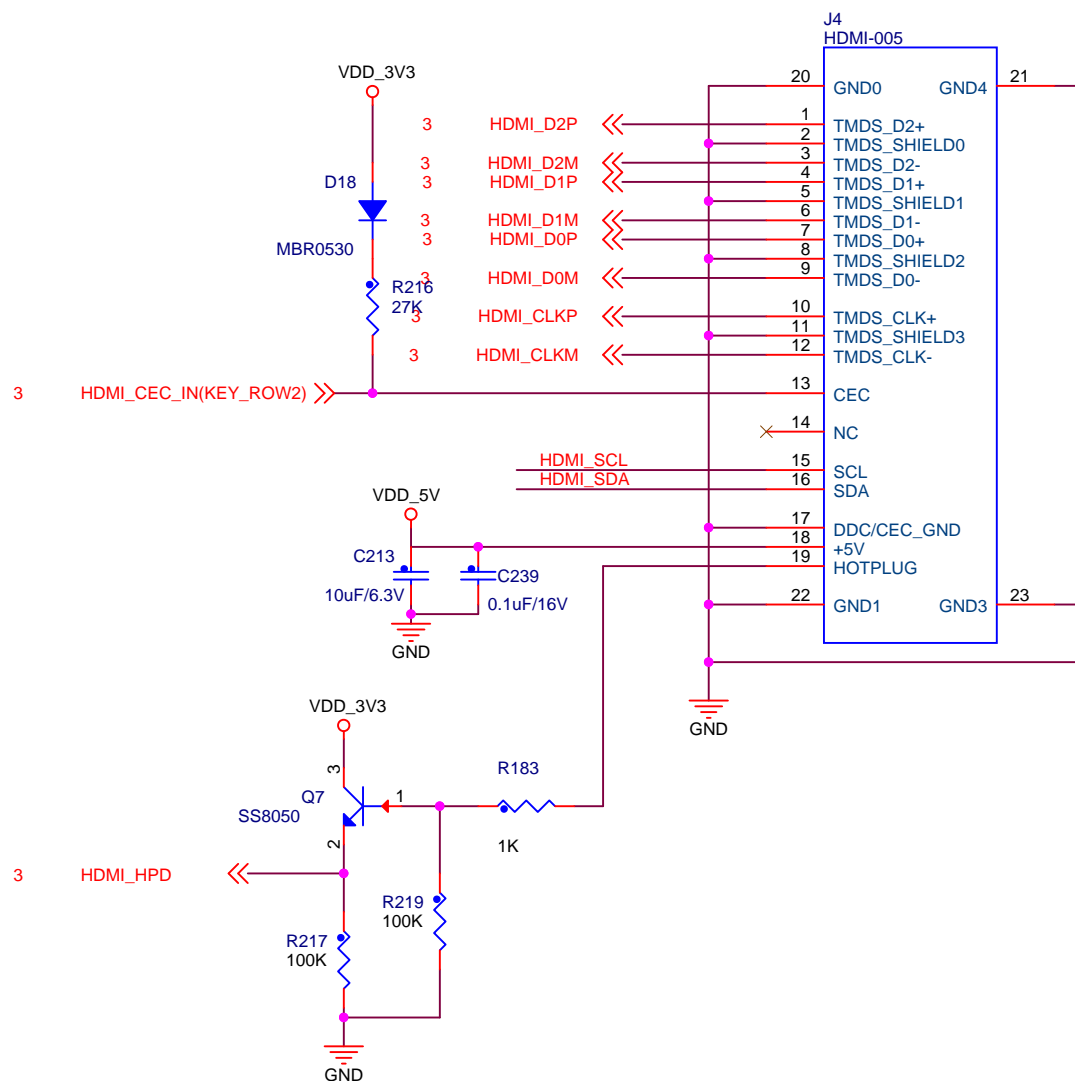 J4
HDMI-005
VDD_3V3
20 GND0 GND4 21
3 HDMI_D2P 1 TMDS_D2+
2 TMDS_SHIELD0
3 HDMI_D2M 3 TMDS_D2-
D18 3 HDMI_D1P 4 TMDS_D1+
5 TMDS_SHIELD1
3 HDMI_D1M 6 TMDS_D1-
MBR0530 3 HDMI_D0P 7 TMDS_D0+
8 TMDS_SHIELD2
3 HDMI_D0M 9 TMDS_D0-
R216
27K
3 HDMI_CLKP 10 TMDS_CLK+
11 TMDS_SHIELD3
3 HDMI_CLKM 12 TMDS_CLK-
3 HDMI_CEC_IN(KEY_ROW2) 13 CEC
14 NC
HDMI_SCL 15 SCL
HDMI_SDA 16 SDA
VDD_5V
17 DDC/CEC_GND
18 +5V
19 HOTPLUG
C213 C239
10uF/6.3V 0.1uF/16V
22 GND1 GND3 23
GND
GND
VDD_3V3
R183
3
Q7 1
SS8050
2
1K
3 HDMI_HPD
R219
100K
R217
100K
GND